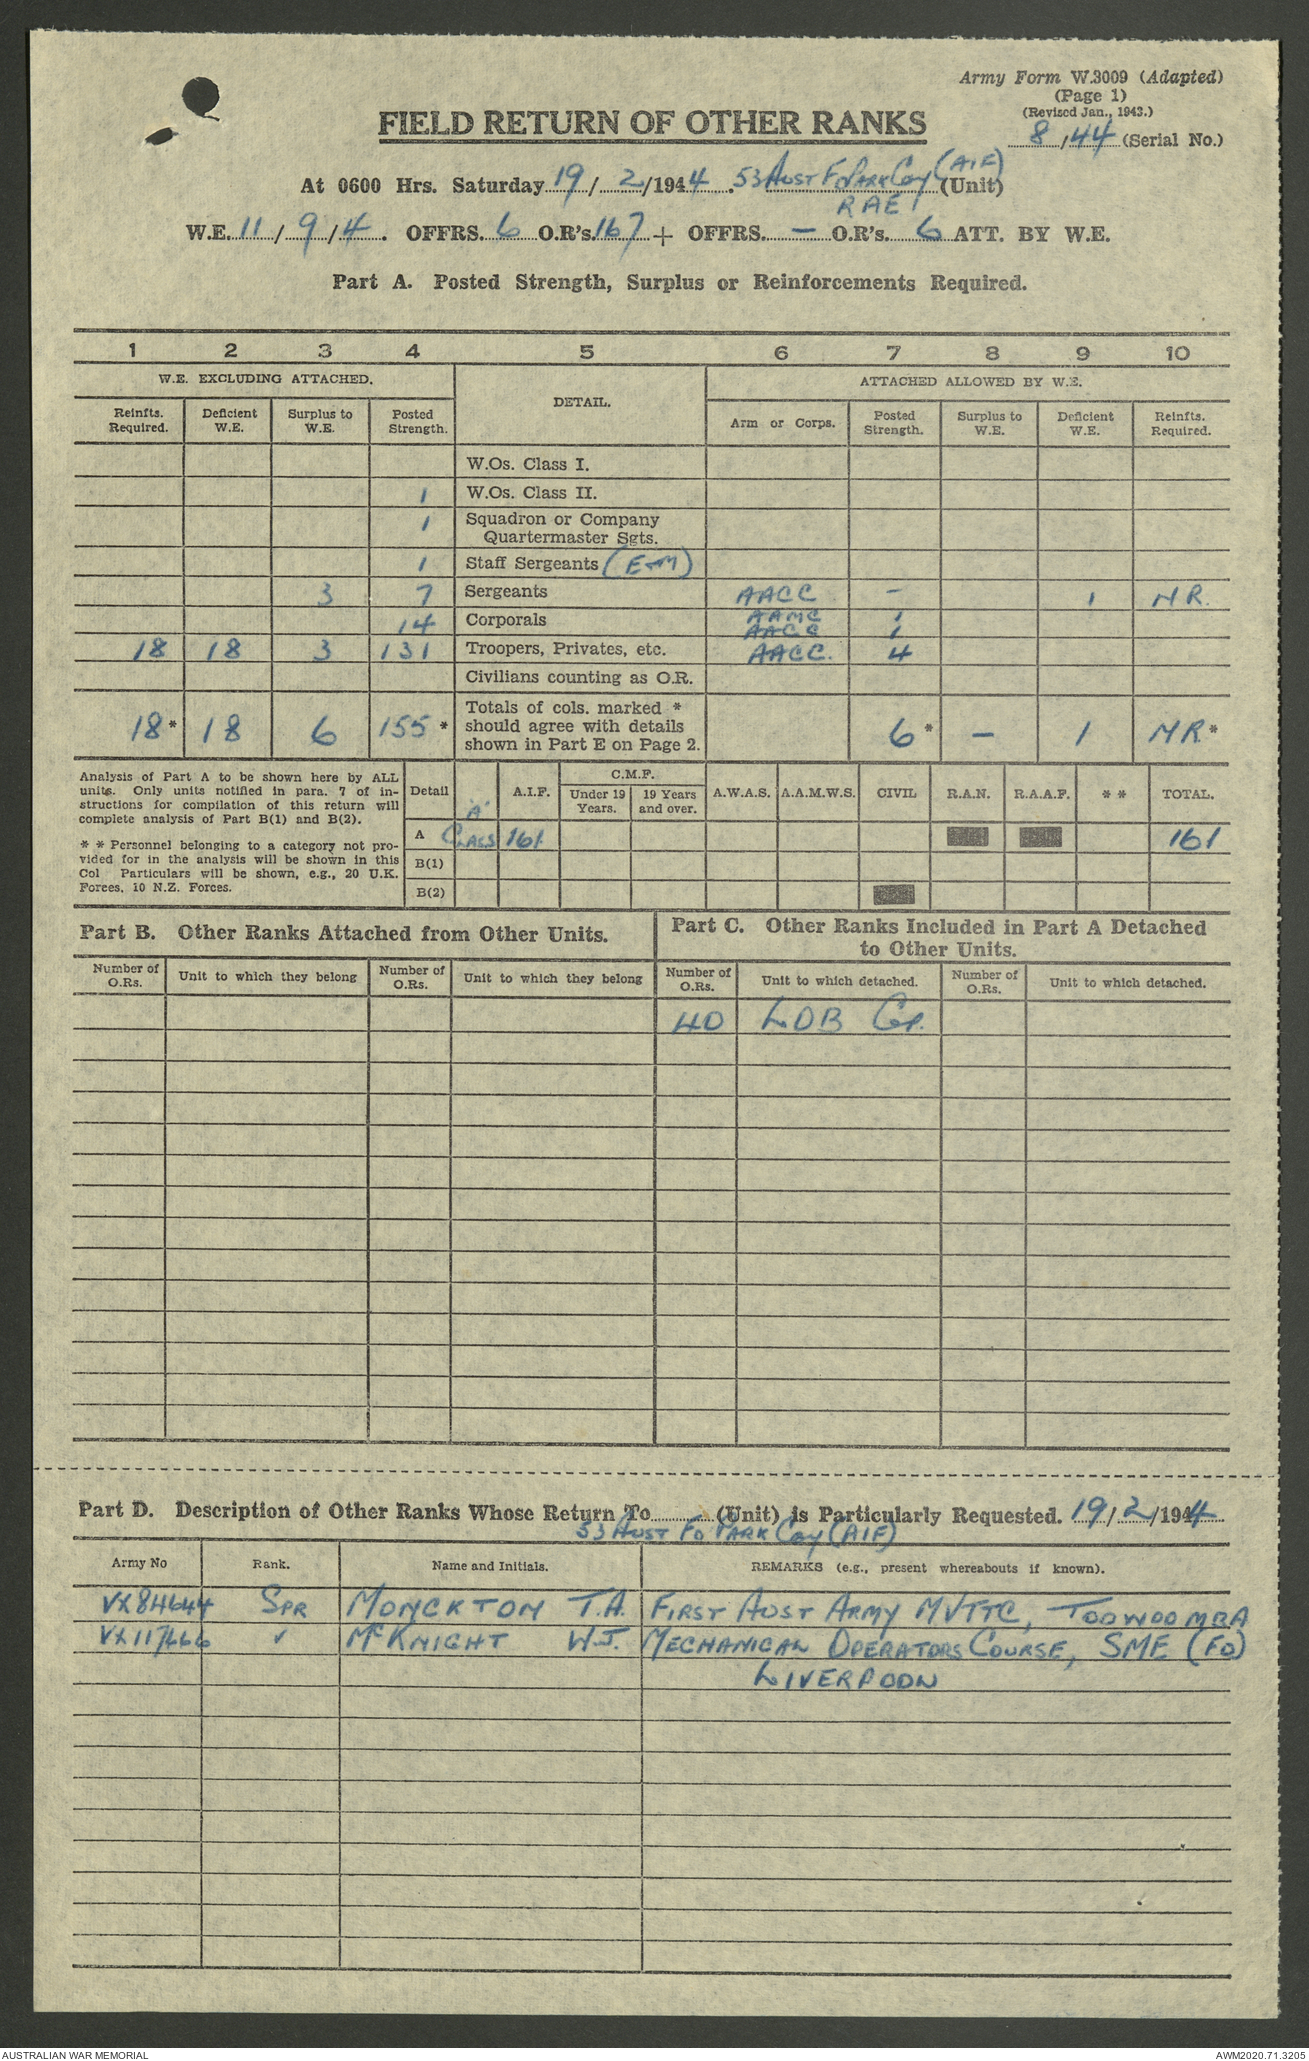 Army Form W.3009 (Adapted)
(Page 1)
(Revised Jan., 1943.)
8/44 (Serial No.)
FIELD RETURN OF OTHER RANKS
At 0600 Hrs. Saturday 19/2/1944. 53 Aust Fd Park Coy (AIF) (Unit)
RAE
W.E. 11/9/4. OFFRS. 6 O.R's. 167 + OFFRS. — O.R's. 6 ATT. BY W.E.
Part A. Posted Strength, Surplus or Reinforcements Required.
1 2 3 4 5 6 7 8 9 10
W.E. EXCLUDING ATTACHED. DETAIL. ATTACHED ALLOWED BY W.E.
Reinfts. Required. Deficient W.E. Surplus to W.E. Posted Strength. Arm or Corps. Posted Strength. Surplus to W.E. Deficient W.E. Reinfts. Required.
W.Os. Class I.
1 W.Os. Class II.
1 Squadron or Company
Quartermaster Sgts.
1 Staff Sergeants (E+M)
3 7 Sergeants AACC – 1 NR.
14 Corporals AAMC 1
AACC 1
18 18 3 131 Troopers, Privates, etc. AACC. 4
Civilians counting as O.R.
18* 18 6 155* Totals of cols. marked * should agree with details shown in Part E on Page 2. 6* – 1 NR*
Analysis of Part A to be shown here by ALL
units. Only units notified in para. 7 of in-
structions for compilation of this return will
complete analysis of Part B(1) and B(2).
* * Personnel belonging to a category not pro-
vided for in the analysis will be shown in this
Col Particulars will be shown, e.g., 20 U.K.
Forces, 10 N.Z. Forces.
Detail A.I.F. C.M.F. Under 19 Years. 19 Years and over. A.W.A.S. A.A.M.W.S. CIVIL R.A.N. R.A.A.F. * * TOTAL.
A 'A' Class 161 161
B(1)
B(2)
Part B. Other Ranks Attached from Other Units.
Part C. Other Ranks Included in Part A Detached
to Other Units.
Number of O.Rs. Unit to which they belong Number of O.Rs. Unit to which they belong Number of O.Rs. Unit to which detached. Number of O.Rs. Unit to which detached.
40 LDB Gp.
Part D. Description of Other Ranks Whose Return To (Unit) is Particularly Requested. 19/2/1944
53 Aust Fd Park Coy (AIF)
Army No Rank. Name and Initials. REMARKS (e.g., present whereabouts if known).
VX84644 Spr MONCKTON T.A. FIRST AUST ARMY MVTTC, TOOWOOMBA
VX117466 ✓ McKNIGHT W.J. MECHANICAL OPERATORS COURSE, SME (FD)
LIVERPOOL
AUSTRALIAN WAR MEMORIAL
AWM2020.71.3205